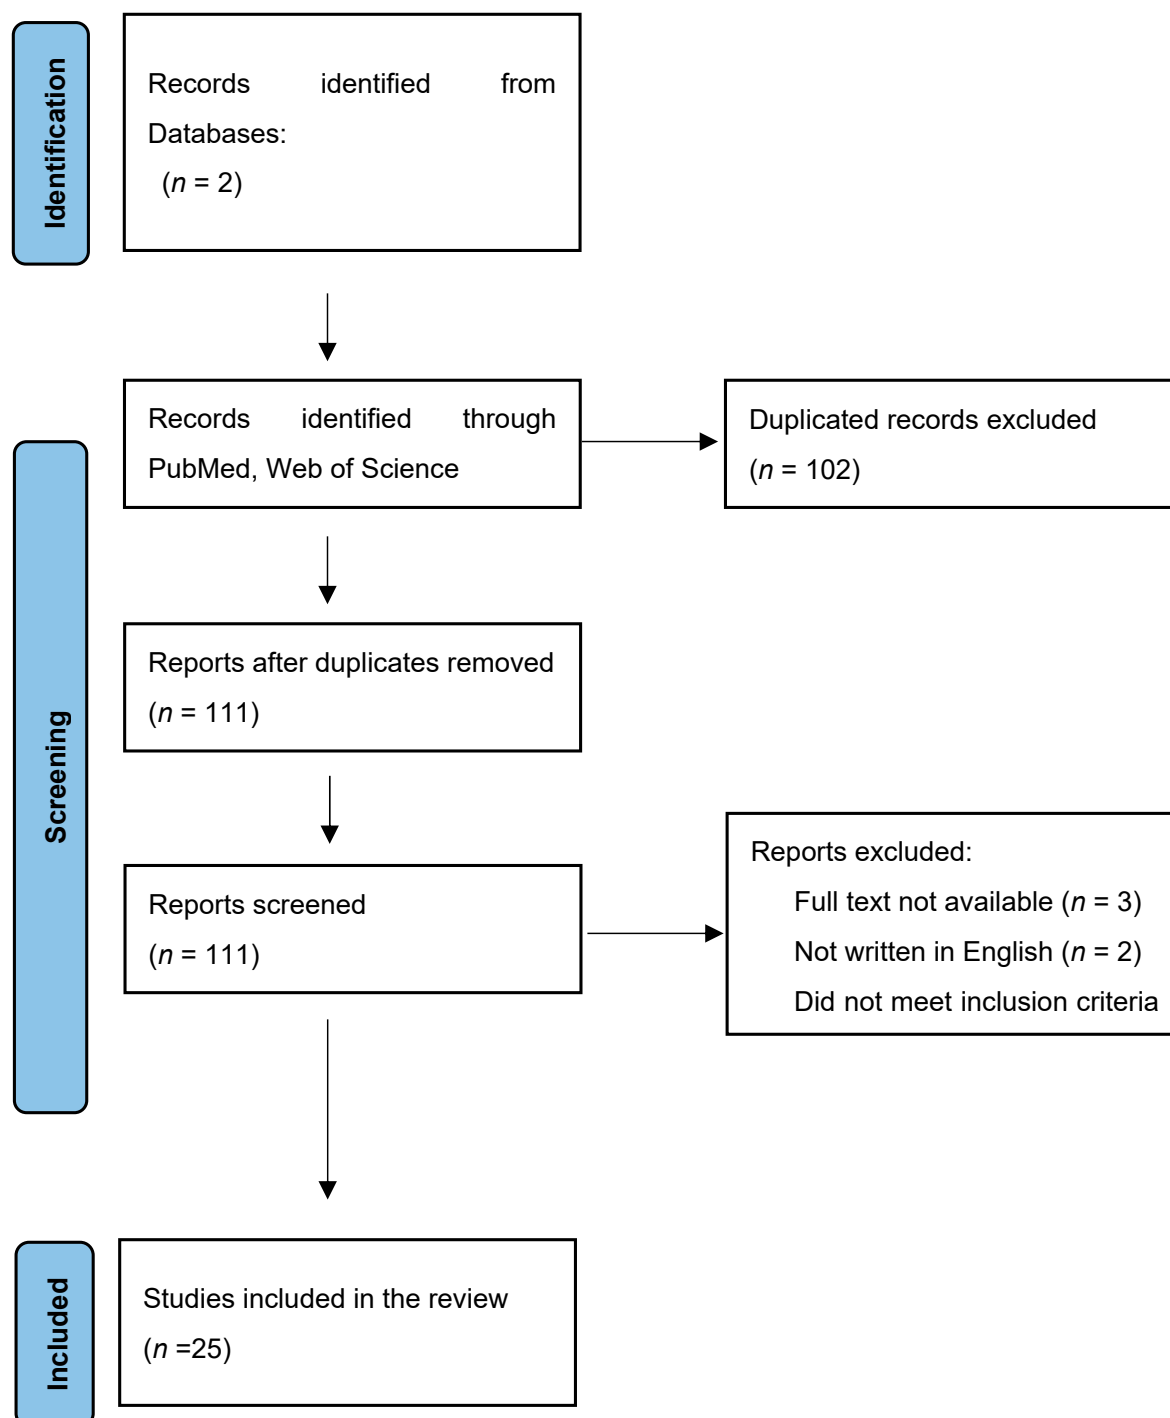 Identification
Records identified from
Databases:
(n = 2)
Screening
Records identified through
PubMed, Web of Science
Duplicated records excluded
(n = 102)
Reports after duplicates removed
(n = 111)
Reports screened
(n = 111)
Reports excluded:
Full text not available (n = 3)
Not written in English (n = 2)
Did not meet inclusion criteria
Included
Studies included in the review
(n =25)